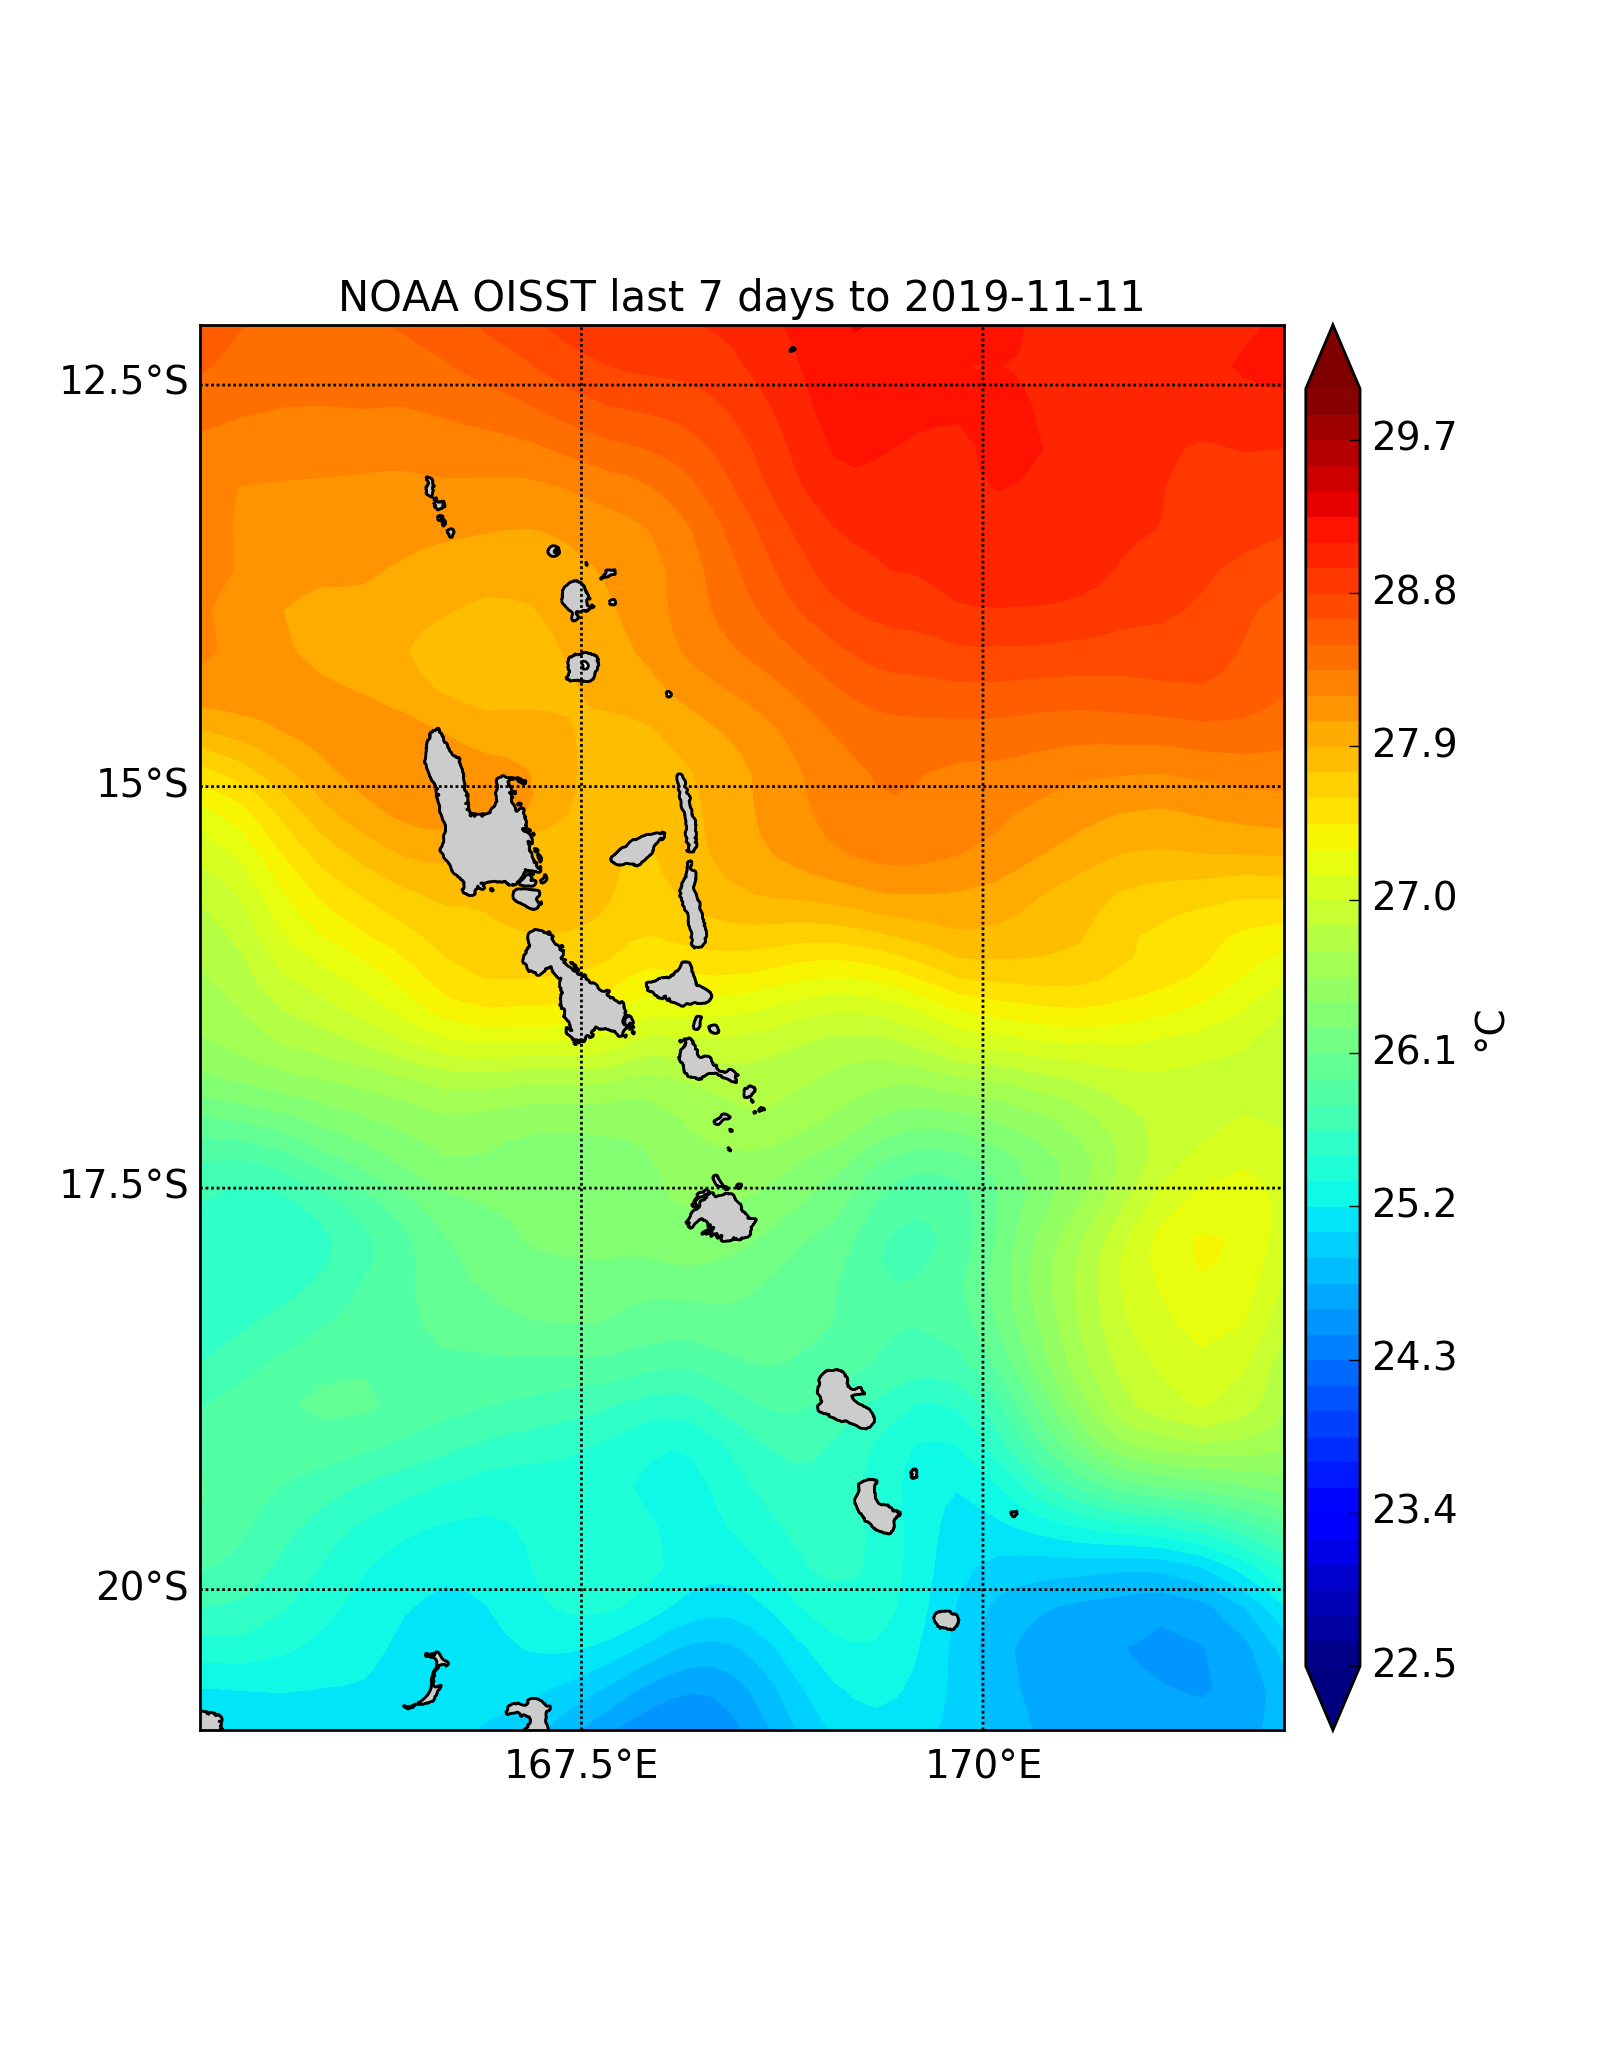 NOAA OISST last 7 days to 2019-11-11
12.5°S
15°S
17.5°S
20°S
167.5°E
170°E
29.7
28.8
27.9
27.0
26.1
25.2
24.3
23.4
22.5
°C